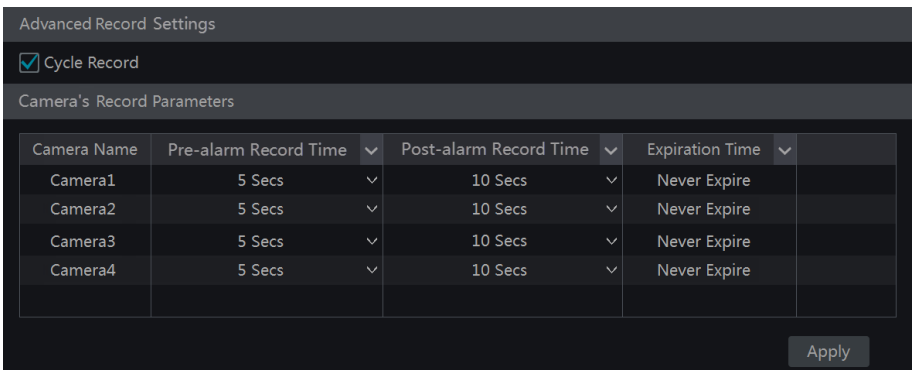 Advanced Record Settings
Cycle Record
Camera's Record Parameters
Camera Name Pre-alarm Record Time Post-alarm Record Time Expiration Time
Camera1 5 Secs 10 Secs Never Expire
Camera2 5 Secs 10 Secs Never Expire
Camera3 5 Secs 10 Secs Never Expire
Camera4 5 Secs 10 Secs Never Expire
Apply